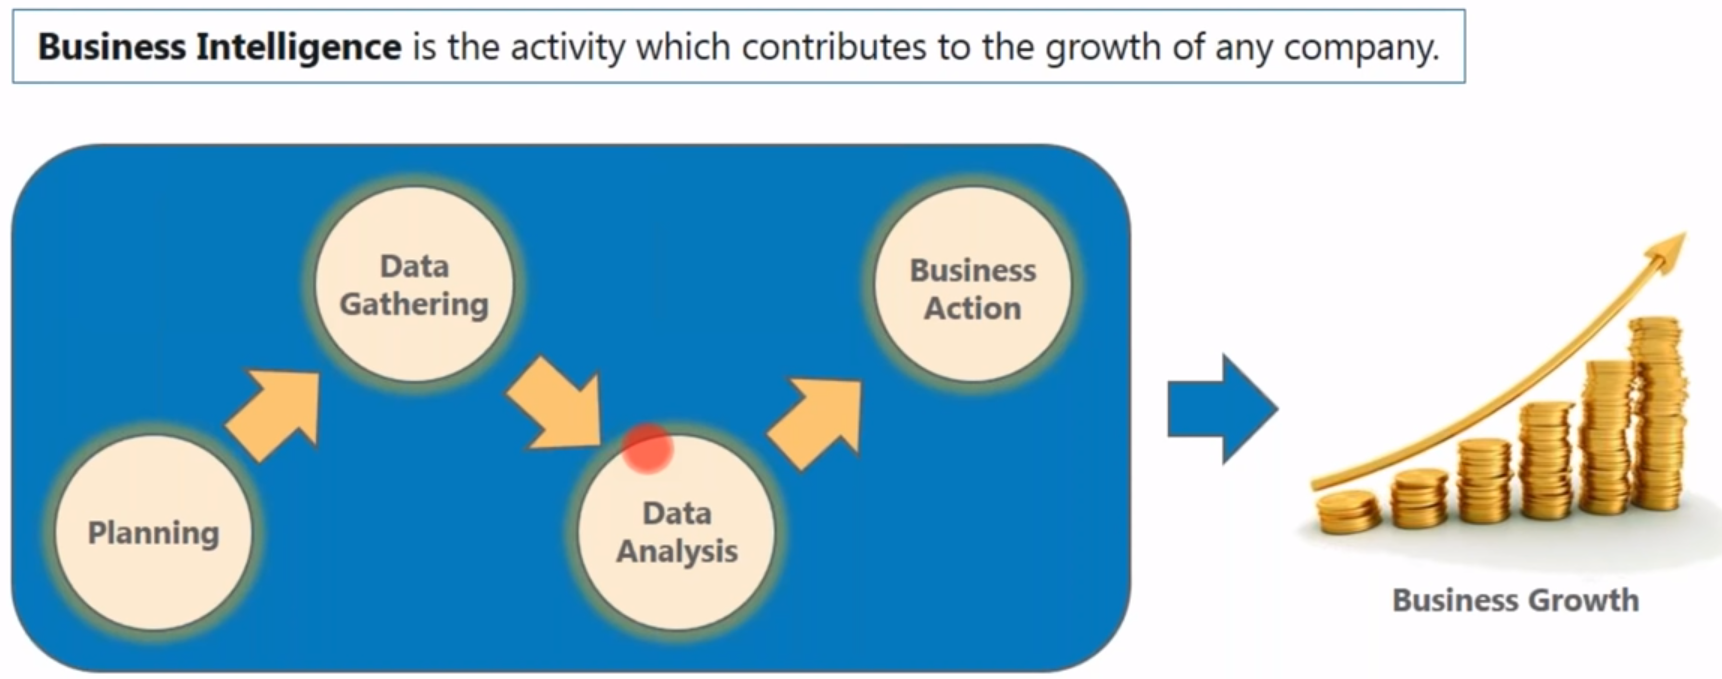 Business Intelligence is the activity which contributes to the growth of any company.
Data
Gathering
Business
Action
Planning
Data
Analysis
Business Growth